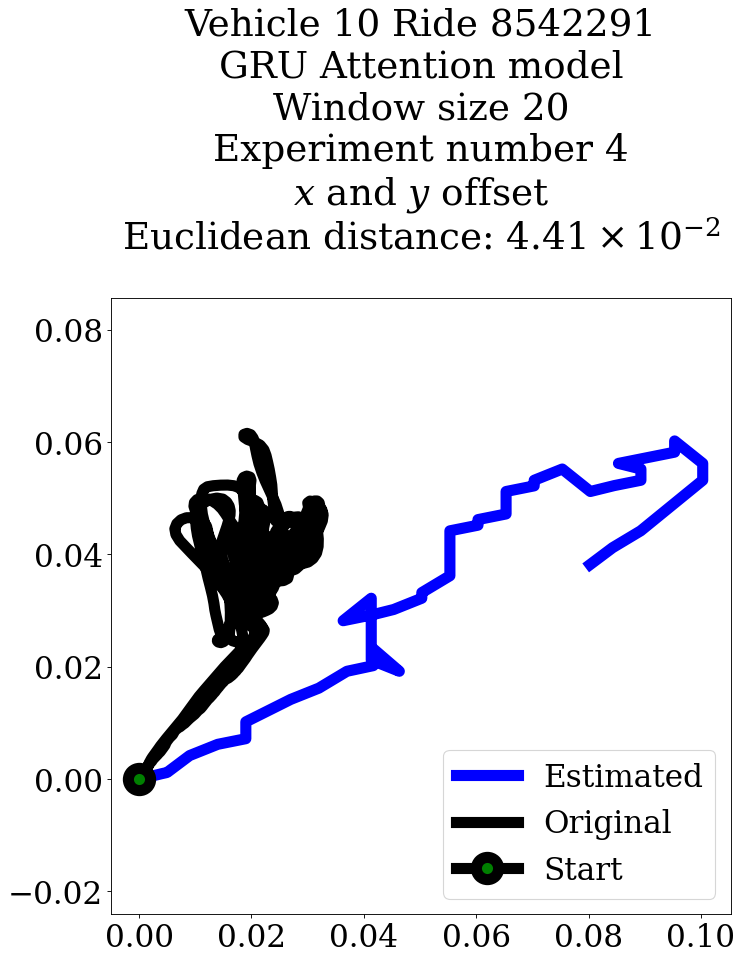 Vehicle 10 Ride 8542291
GRU Attention model
Window size 20
Experiment number 4
x and y offset
Euclidean distance: 4.41 × 10⁻²
0.08
0.06
0.04
0.02
0.00
−0.02
Estimated
Original
Start
0.00 0.02 0.04 0.06 0.08 0.10